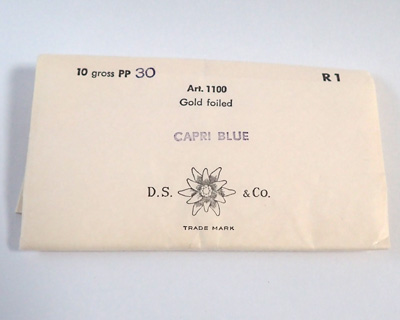 10 gross PP 30 R 1
Art. 1100
Gold foiled
CAPRI BLUE
D.S. & Co.
TRADE MARK